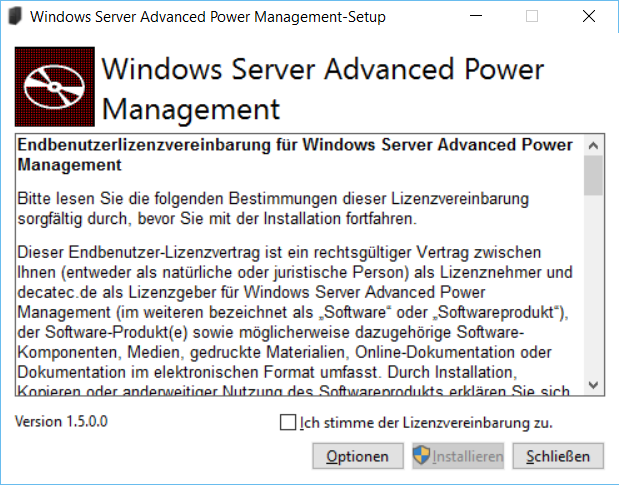 Windows Server Advanced Power Management-Setup
Windows Server Advanced Power
Management
Endbenutzerlizenzvereinbarung für Windows Server Advanced Power
Management
Bitte lesen Sie die folgenden Bestimmungen dieser Lizenzvereinbarung
sorgfältig durch, bevor Sie mit der Installation fortfahren.
Dieser Endbenutzer-Lizenzvertrag ist ein rechtsgültiger Vertrag zwischen
Ihnen (entweder als natürliche oder juristische Person) als Lizenznehmer und
decatec.de als Lizenzgeber für Windows Server Advanced Power
Management (im weiteren bezeichnet als „Software“ oder „Softwareprodukt“),
der Software-Produkt(e) sowie möglicherweise dazugehörige Software-
Komponenten, Medien, gedruckte Materialien, Online-Dokumentation oder
Dokumentation im elektronischen Format umfasst. Durch Installation,
Kopieren oder anderweitiger Nutzung des Softwareprodukts erklären Sie sich
Version 1.5.0.0
Ich stimme der Lizenzvereinbarung zu.
Optionen
Installieren
Schließen